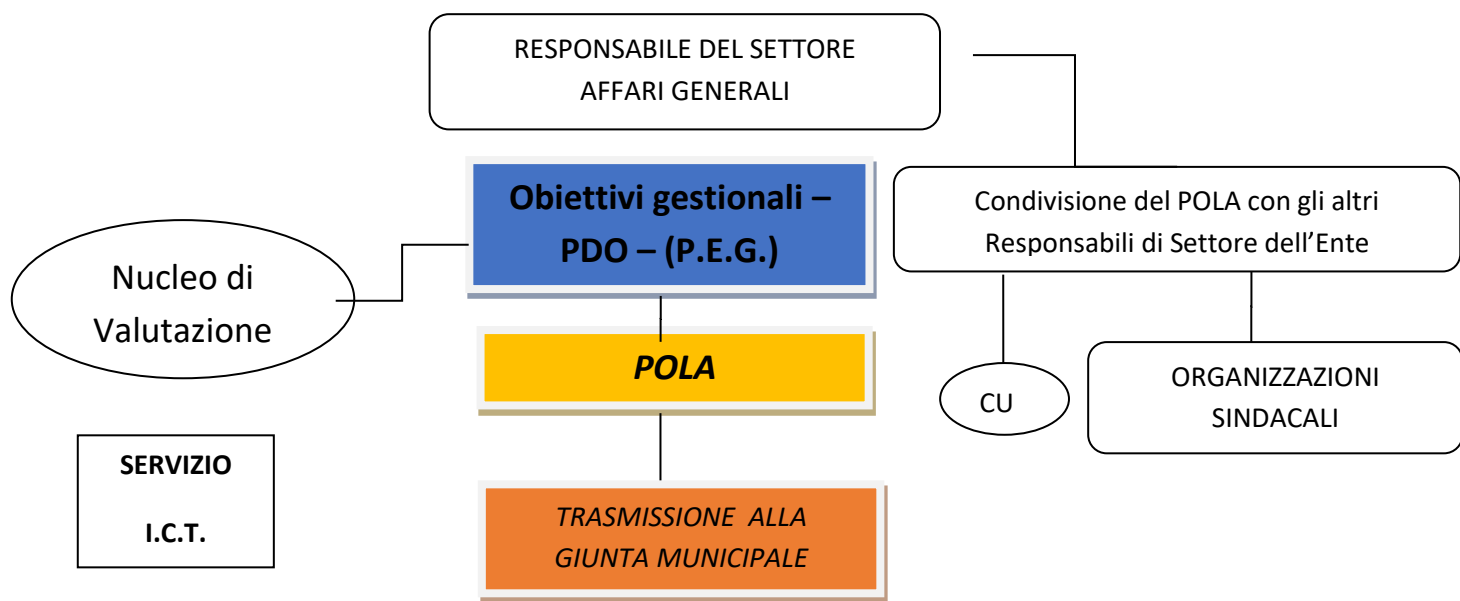 RESPONSABILE DEL SETTORE
AFFARI GENERALI
Obiettivi gestionali –
PDO – (P.E.G.)
Condivisione del POLA con gli altri
Responsabili di Settore dell’Ente
Nucleo di
Valutazione
POLA
CU
ORGANIZZAZIONI
SINDACALI
SERVIZIO
I.C.T.
TRASMISSIONE ALLA
GIUNTA MUNICIPALE